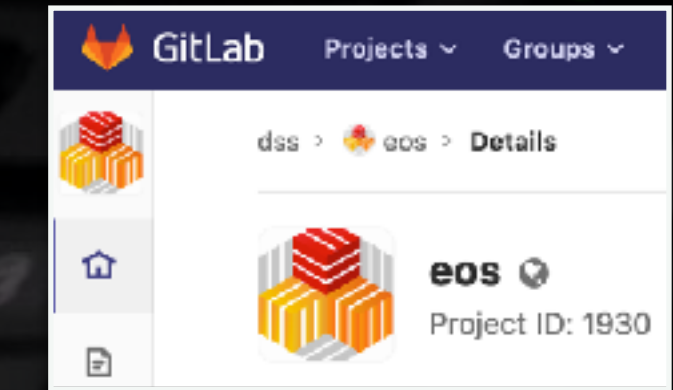 GitLab Projects Groups
dss > eos > Details
eos
Project ID: 1930